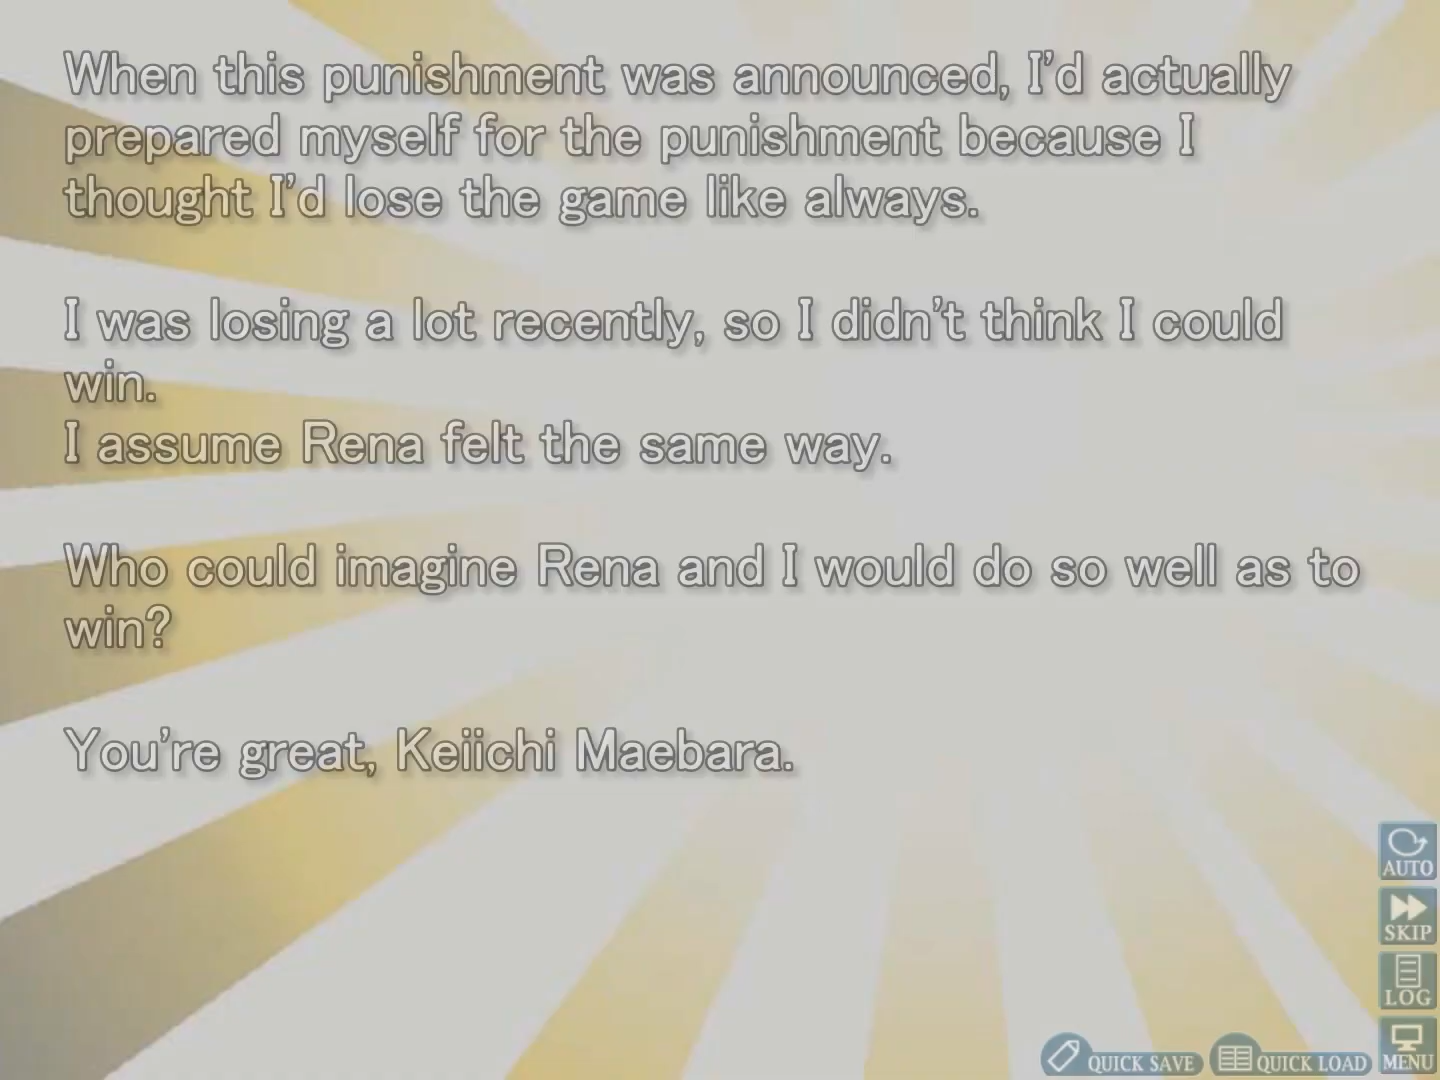 When this punishment was announced, I'd actually
prepared myself for the punishment because I
thought I'd lose the game like always.
I was losing a lot recently, so I didn't think I could
win.
I assume Rena felt the same way.
Who could imagine Rena and I would do so well as to
win?
You're great, Keiichi Maebara.
AUTO
SKIP
LOG
QUICK SAVE
QUICK LOAD
MENU